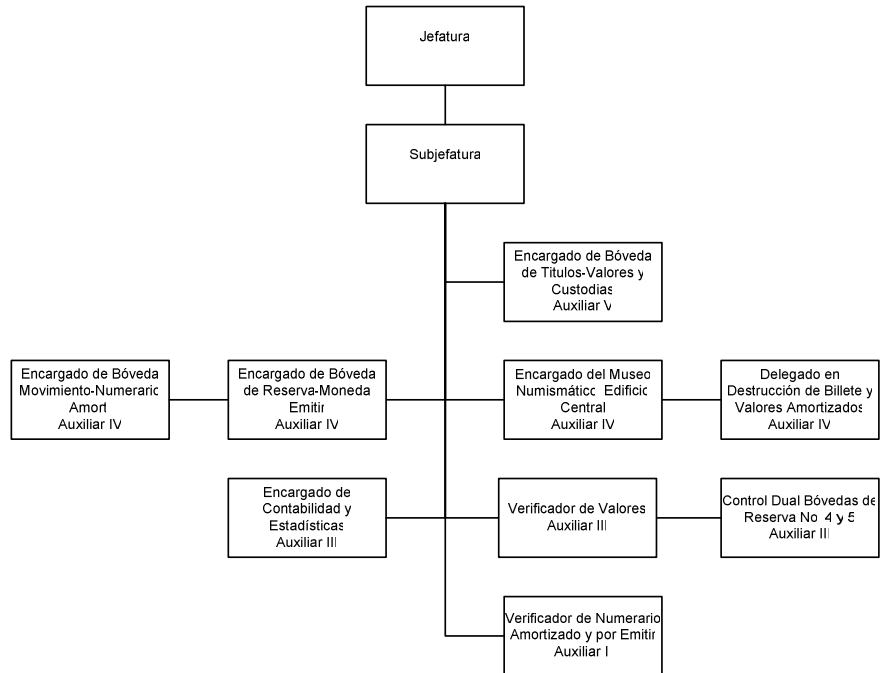 Jefatura
Subjefatura
Encargado de Bóveda
de Titulos-Valores y
Custodias
Auxiliar V
Encargado de Bóveda
Movimiento-Numerario
Amort
Auxiliar IV
Encargado de Bóveda
de Reserva-Moneda
Emitir
Auxiliar IV
Encargado del Museo
Numismático Edificio
Central
Auxiliar IV
Delegado en
Destrucción de Billete y
Valores Amortizados
Auxiliar IV
Encargado de
Contabilidad y
Estadísticas
Auxiliar III
Verificador de Valores
Auxiliar III
Control Dual Bóvedas de
Reserva No 4 y 5
Auxiliar III
Verificador de Numerario
Amortizado y por Emitir
Auxiliar I